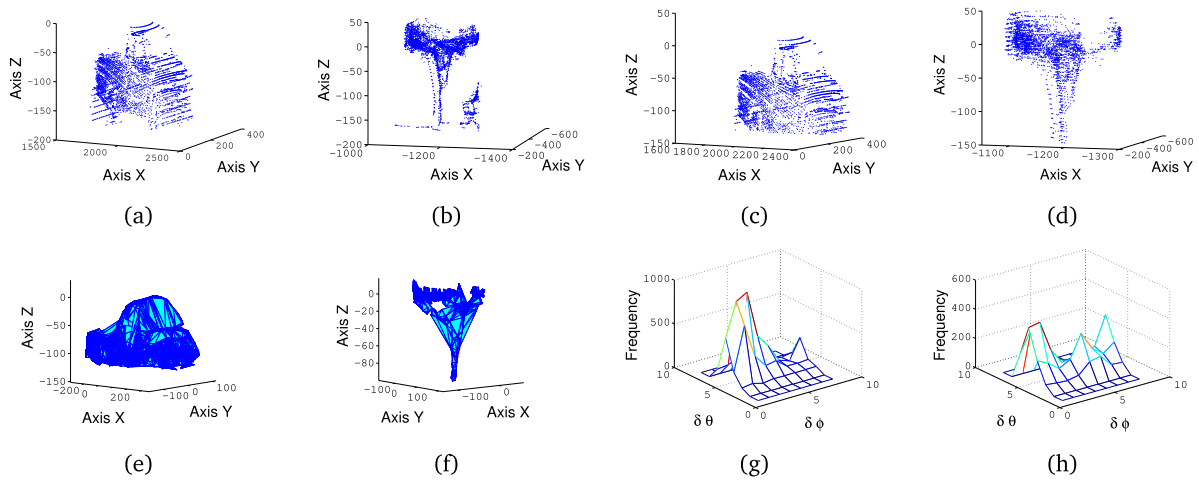 Axis Z
0
−50
−100
−150
−200
1500
2000
2500
0
200
400
Axis X
Axis Y
(a)
Axis Z
50
0
−50
−100
−150
−200
−1000
−1200
−1400
−200
−400
−600
Axis X
Axis Y
(b)
Axis Z
50
0
−50
−100
−150
1600
1800
2000
2200
2400
0
200
400
Axis X
Axis Y
(c)
Axis Z
50
0
−50
−100
−150
−1100
−1200
−1300
−200
−400
−600
Axis X
Axis Y
(d)
Axis Z
0
−50
−100
−150
−200
0
200
−100
0
100
Axis X
Axis Y
(e)
Axis Z
0
−20
−40
−60
−80
−100
0
100
−100
0
Axis Y
Axis X
(f)
Frequency
1000
500
0
10
5
0
0
5
10
δ θ
δ ϕ
(g)
Frequency
600
400
200
0
10
5
0
0
5
10
δ θ
δ ϕ
(h)